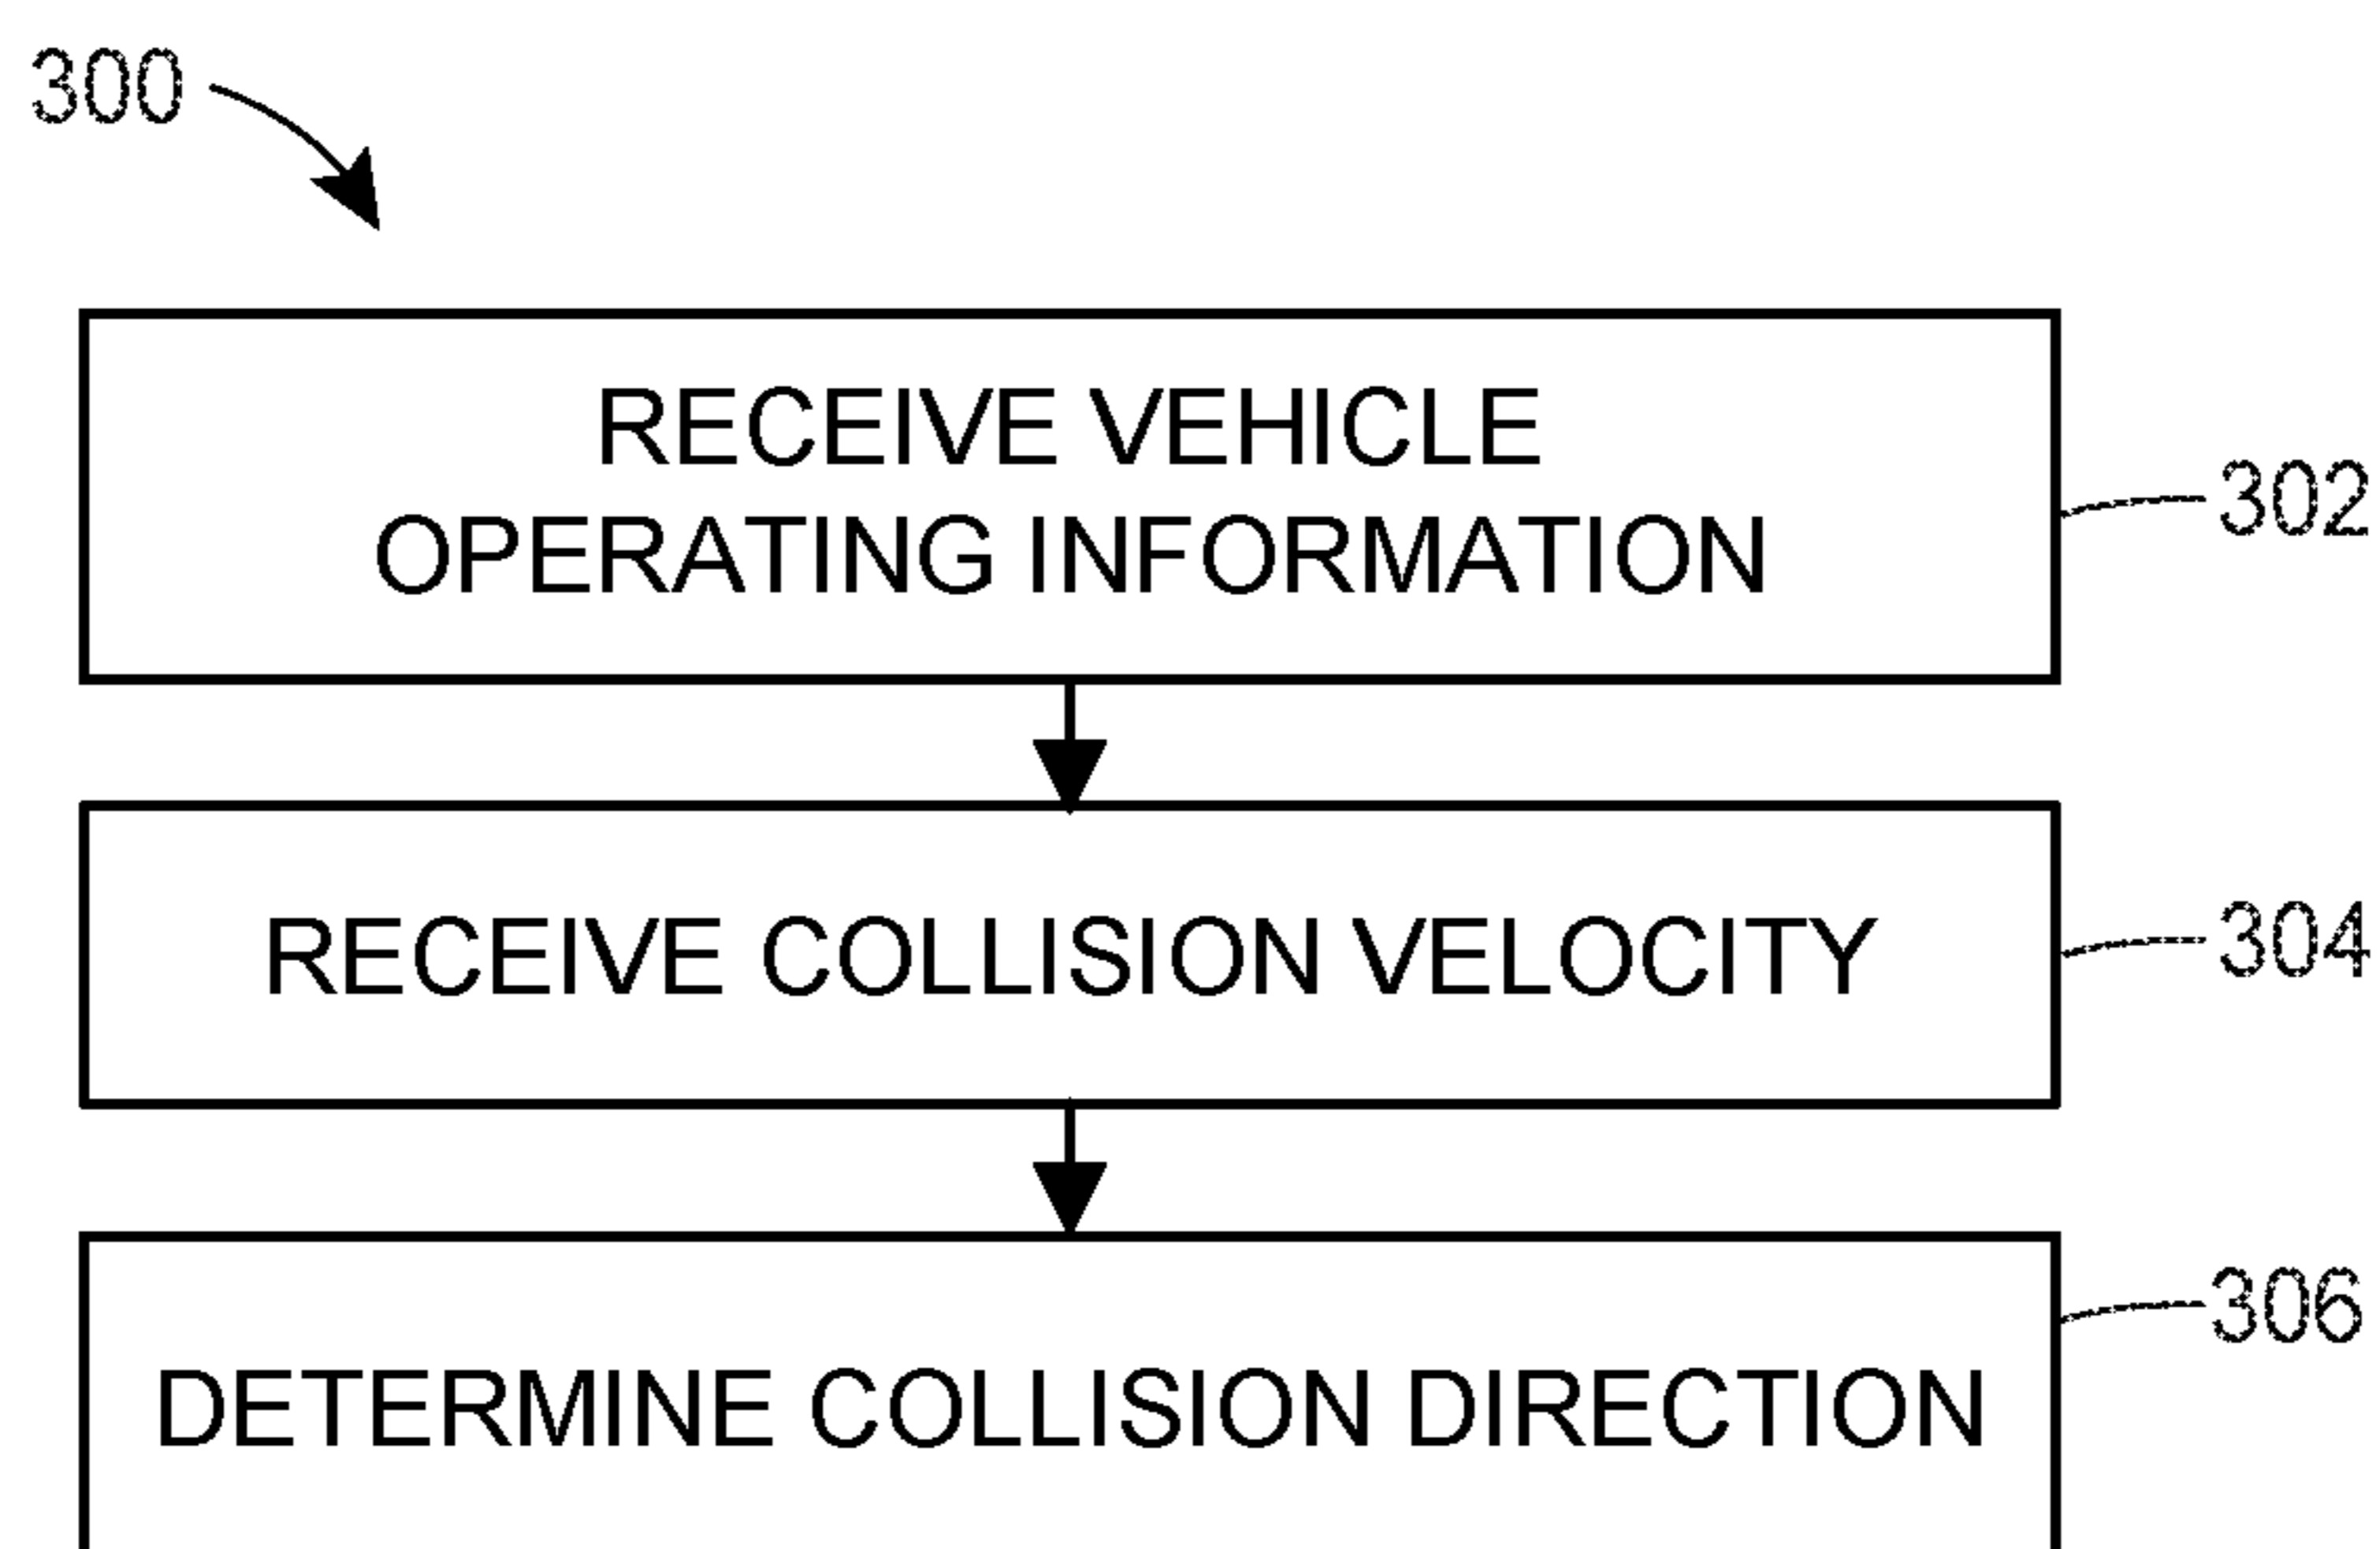 300
RECEIVE VEHICLE
OPERATING INFORMATION
302
RECEIVE COLLISION VELOCITY
304
306
DETERMINE COLLISION DIRECTION